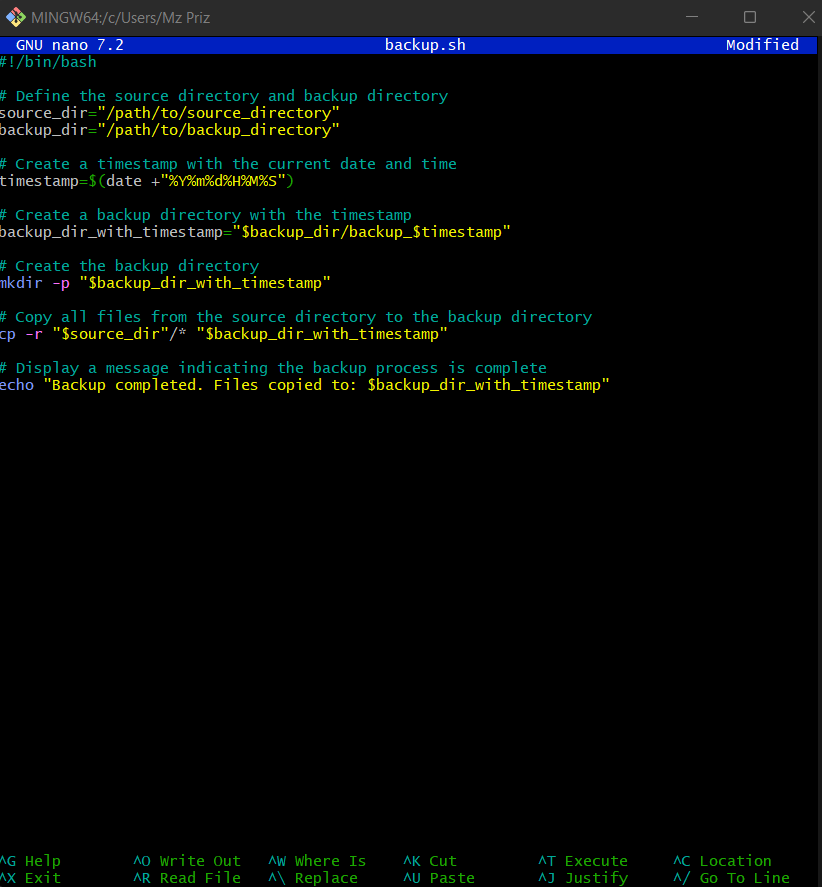 MINGW64:/c/Users/Mz Priz
GNU nano 7.2 backup.sh Modified
#!/bin/bash
# Define the source directory and backup directory
source_dir="/path/to/source_directory"
backup_dir="/path/to/backup_directory"
# Create a timestamp with the current date and time
timestamp=$(date +"%Y%m%d%H%M%S")
# Create a backup directory with the timestamp
backup_dir_with_timestamp="$backup_dir/backup_$timestamp"
# Create the backup directory
mkdir -p "$backup_dir_with_timestamp"
# Copy all files from the source directory to the backup directory
cp -r "$source_dir"/* "$backup_dir_with_timestamp"
# Display a message indicating the backup process is complete
echo "Backup completed. Files copied to: $backup_dir_with_timestamp"
^G Help ^O Write Out ^W Where Is ^K Cut ^T Execute ^C Location
^X Exit ^R Read File ^\ Replace ^U Paste ^J Justify ^/ Go To Line